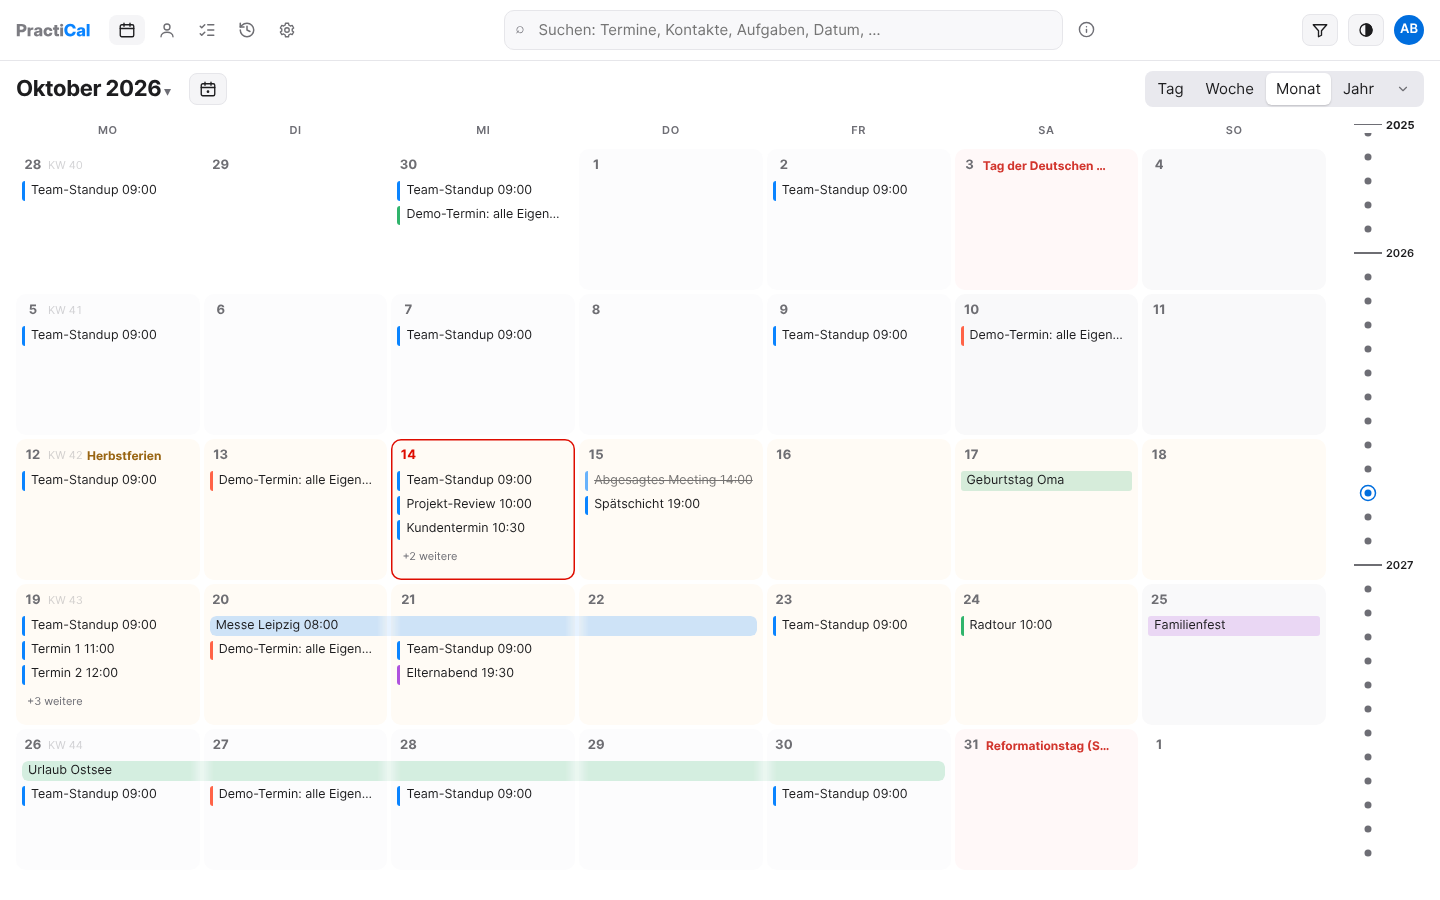 PractiCal
Suchen: Termine, Kontakte, Aufgaben, Datum, ...
AB
Oktober 2026
Tag Woche Monat Jahr
MO DI MI DO FR SA SO
2025
28 KW 40 29 30 1 2 3 Tag der Deutschen ... 4
Team-Standup 09:00 Team-Standup 09:00 Team-Standup 09:00
Demo-Termin: alle Eigen...
2026
5 KW 41 6 7 8 9 10 11
Team-Standup 09:00 Team-Standup 09:00 Team-Standup 09:00 Demo-Termin: alle Eigen...
12 KW 42 Herbstferien 13 14 15 16 17 18
Team-Standup 09:00 Demo-Termin: alle Eigen... Team-Standup 09:00 Abgesagtes Meeting 14:00 Geburtstag Oma
Projekt-Review 10:00 Spätschicht 19:00
Kundentermin 10:30
+2 weitere
2027
19 KW 43 20 21 22 23 24 25
Team-Standup 09:00 Messe Leipzig 08:00 Team-Standup 09:00 Radtour 10:00 Familienfest
Termin 1 11:00 Demo-Termin: alle Eigen... Team-Standup 09:00
Termin 2 12:00 Elternabend 19:30
+3 weitere
26 KW 44 27 28 29 30 31 Reformationstag (S... 1
Urlaub Ostsee
Team-Standup 09:00 Demo-Termin: alle Eigen... Team-Standup 09:00 Team-Standup 09:00